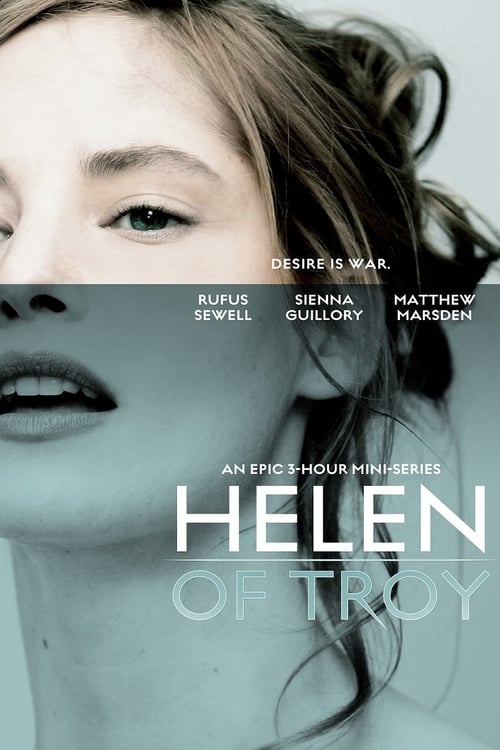 DESIRE IS WAR.
RUFUS SEWELL
SIENNA GUILLORY
MATTHEW MARSDEN
AN EPIC 3-HOUR MINI-SERIES
HELEN
OF TROY